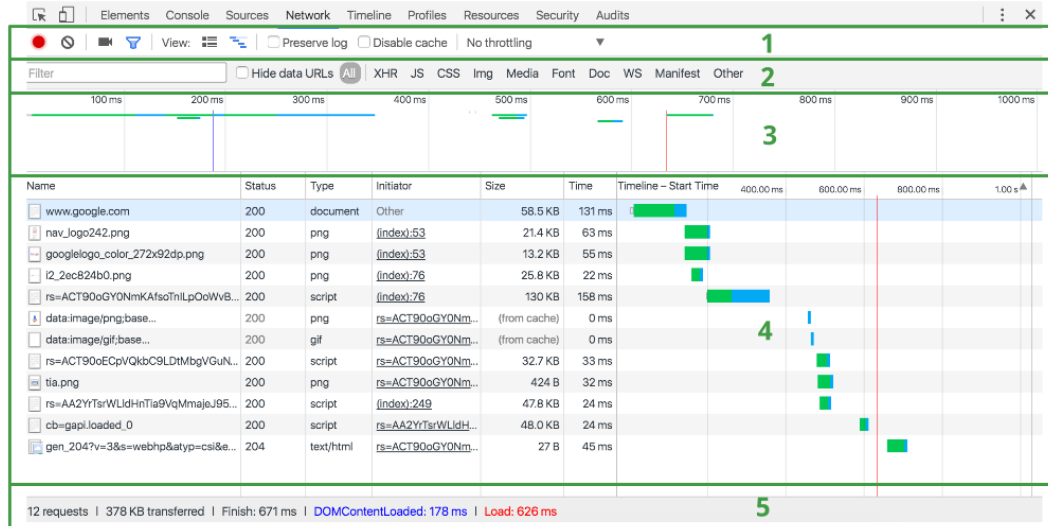 Elements Console Sources Network Timeline Profiles Resources Security Audits
View: Preserve log Disable cache No throttling 1
Filter Hide data URLs All XHR JS CSS Img Media Font Doc WS Manifest Other 2
100 ms 200 ms 300 ms 400 ms 500 ms 600 ms 700 ms 800 ms 900 ms 1000 ms
3
Name Status Type Initiator Size Time Timeline – Start Time 400.00 ms 600.00 ms 800.00 ms 1.00 s
www.google.com 200 document Other 58.5 KB 131 ms
nav_logo242.png 200 png (index):53 21.4 KB 63 ms
googlelogo_color_272x92dp.png 200 png (index):53 13.2 KB 55 ms
i2_2ec824b0.png 200 png (index):76 25.8 KB 22 ms
rs=ACT90oGY0NmKAfsoTnILpOoWvB... 200 script (index):76 130 KB 158 ms
data:image/png;base... 200 png rs=ACT90oGY0Nm... (from cache) 0 ms
4
data:image/gif;base... 200 gif rs=ACT90oGY0Nm... (from cache) 0 ms
rs=ACT90oECpVQkbC9LDtMbgVGuN... 200 script rs=ACT90oGY0Nm... 32.7 KB 33 ms
tia.png 200 png rs=ACT90oGY0Nm... 424 B 32 ms
rs=AA2YrTsrWLIdHnTia9VqMmajeJ95... 200 script (index):249 47.8 KB 24 ms
cb=gapi.loaded_0 200 script rs=AA2YrTsrWLIdH... 48.0 KB 24 ms
gen_204?v=3&s=webhp&atyp=csi&e... 204 text/html rs=ACT90oGY0Nm... 27 B 45 ms
12 requests | 378 KB transferred | Finish: 671 ms | DOMContentLoaded: 178 ms | Load: 626 ms 5